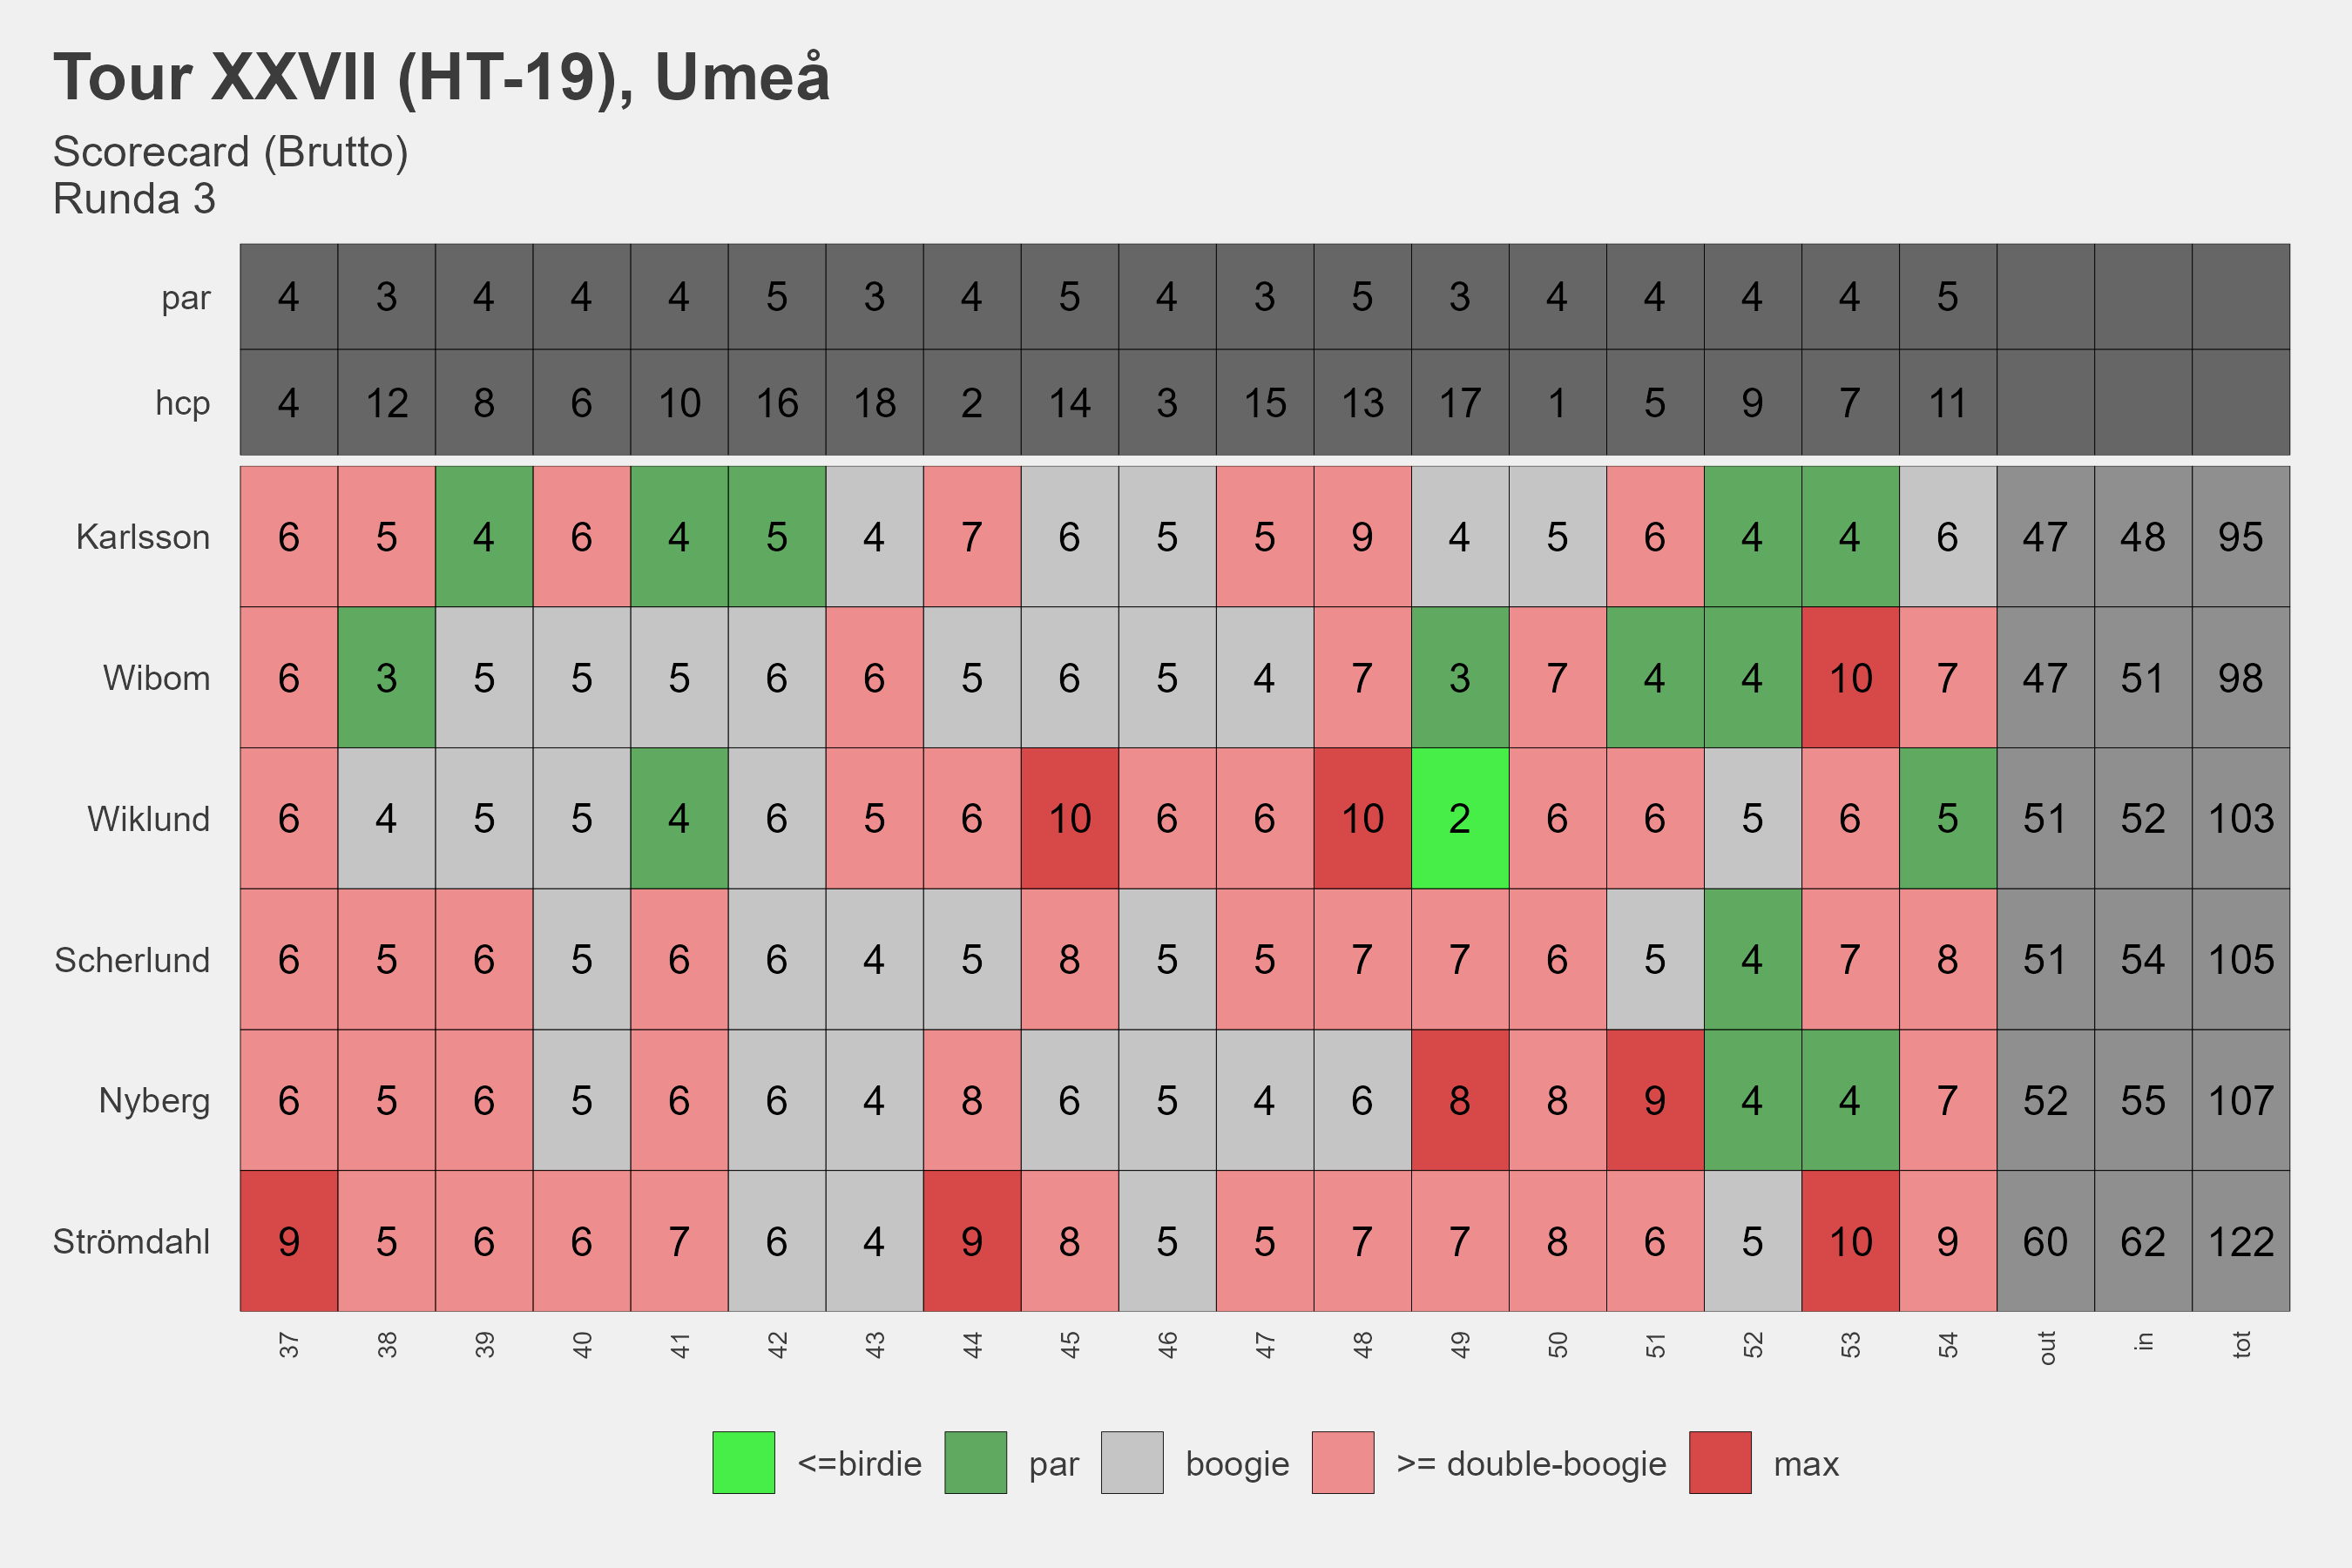 Tour XXVII (HT-19), Umeå
Scorecard (Brutto)
Runda 3
par 4 3 4 4 4 5 3 4 5 4 3 5 3 4 4 4 4 5
hcp 4 12 8 6 10 16 18 2 14 3 15 13 17 1 5 9 7 11
Karlsson 6 5 4 6 4 5 4 7 6 5 5 9 4 5 6 4 4 6 47 48 95
Wibom 6 3 5 5 5 6 6 5 6 5 4 7 3 7 4 4 10 7 47 51 98
Wiklund 6 4 5 5 4 6 5 6 10 6 6 10 2 6 6 5 6 5 51 52 103
Scherlund 6 5 6 5 6 6 4 5 8 5 5 7 7 6 5 4 7 8 51 54 105
Nyberg 6 5 6 5 6 6 4 8 6 5 4 6 8 8 9 4 4 7 52 55 107
Strömdahl 9 5 6 6 7 6 4 9 8 5 5 7 7 8 6 5 10 9 60 62 122
37 38 39 40 41 42 43 44 45 46 47 48 49 50 51 52 53 54 out in tot
<=birdie par boogie >= double-boogie max